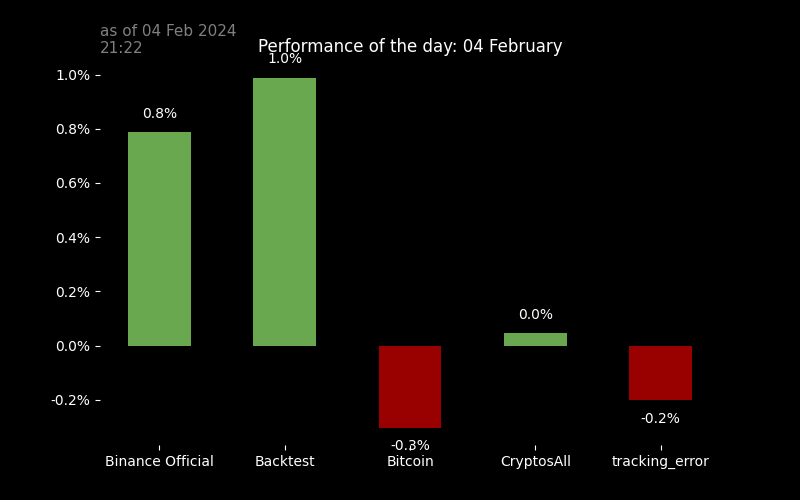 as of 04 Feb 2024
21:22
Performance of the day: 04 February
1.0%
0.8%
0.6%
0.4%
0.2%
0.0%
-0.2%
0.8%
1.0%
-0.3%
0.0%
-0.2%
Binance Official
Backtest
Bitcoin
CryptosAll
tracking_error